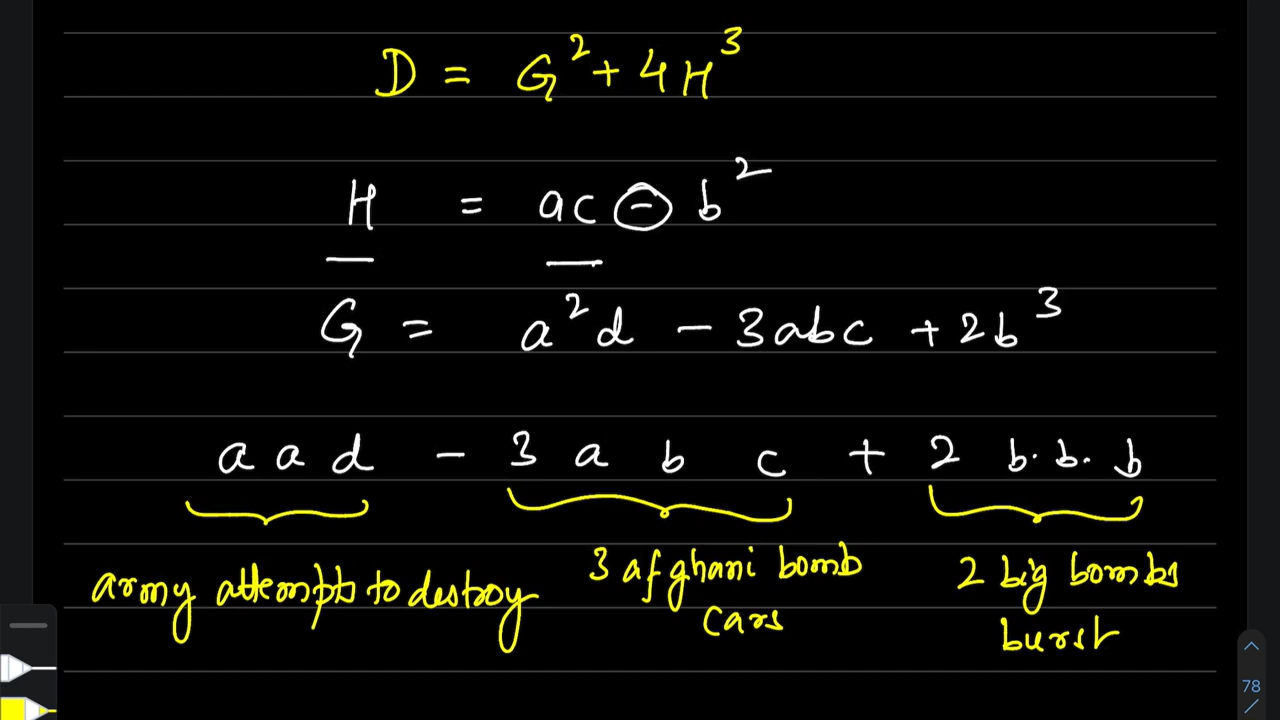 D = G² + 4H³
H = ac - b²
G = a²d - 3abc + 2b³
a a d - 3 a b c + 2 b. b. b
army attempts to destroy 3 afghani bomb cars 2 big bombs burst
78